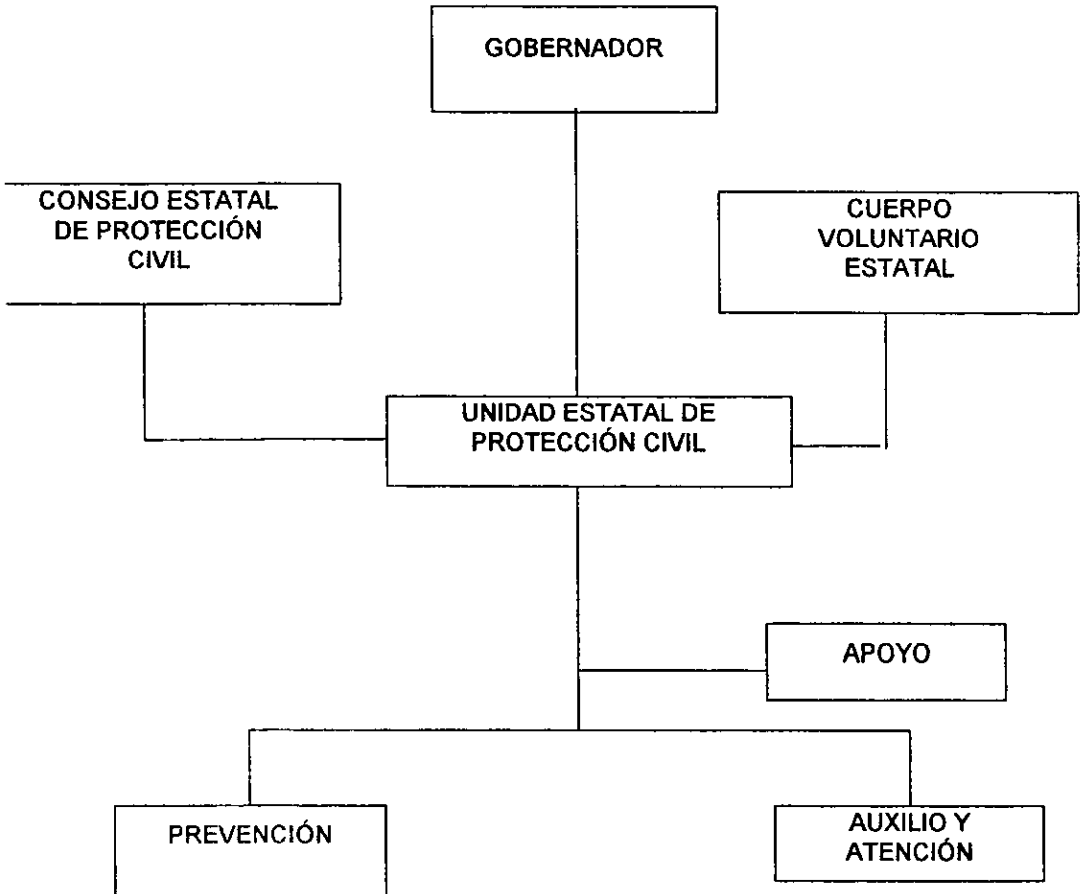 GOBERNADOR
CONSEJO ESTATAL
DE PROTECCIÓN
CIVIL
CUERPO
VOLUNTARIO
ESTATAL
UNIDAD ESTATAL DE
PROTECCIÓN CIVIL
APOYO
PREVENCIÓN
AUXILIO Y
ATENCIÓN